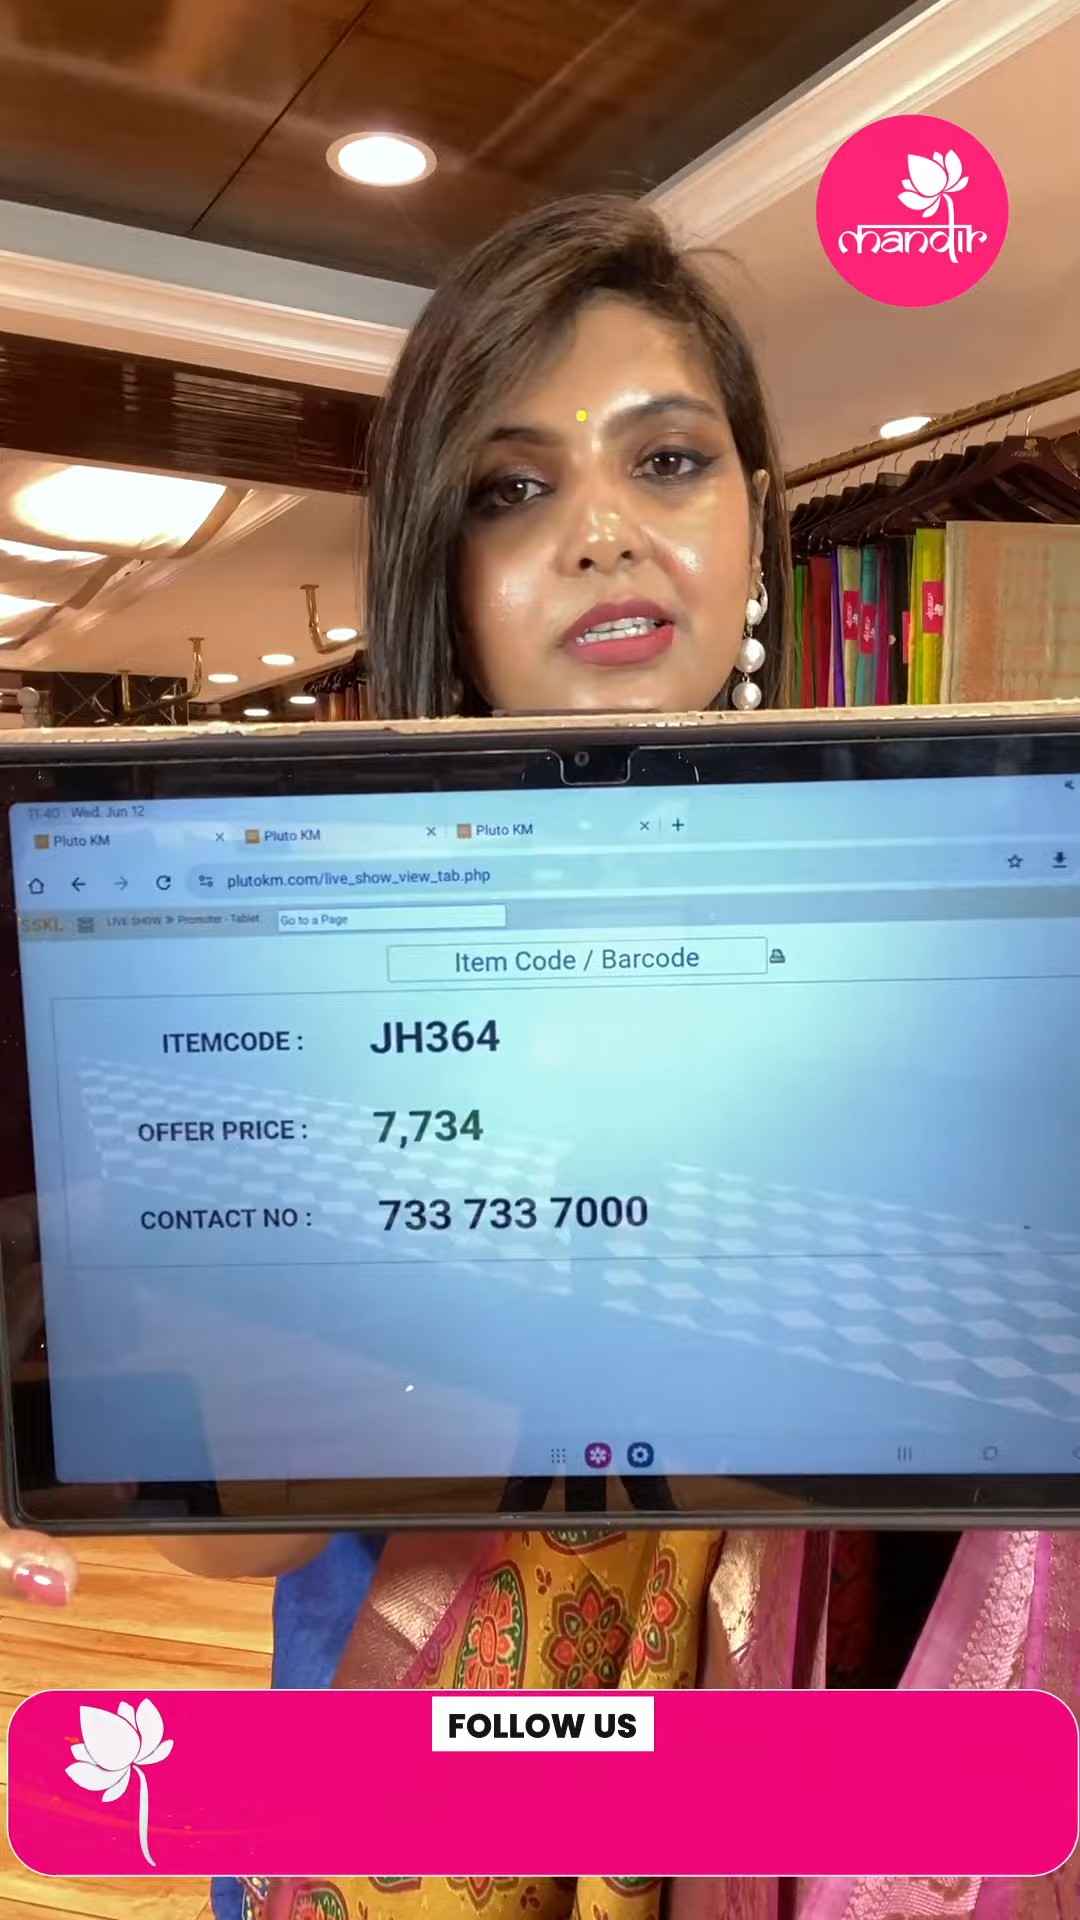 mandir
11:40 Wed, Jun 12
Pluto KM
Pluto KM
Pluto KM
plutokm.com/live_show_view_tab.php
SSKL LIVE SHOW » Promoter - Tablet Go to a Page
Item Code / Barcode
ITEMCODE : JH364
OFFER PRICE : 7,734
CONTACT NO : 733 733 7000
FOLLOW US